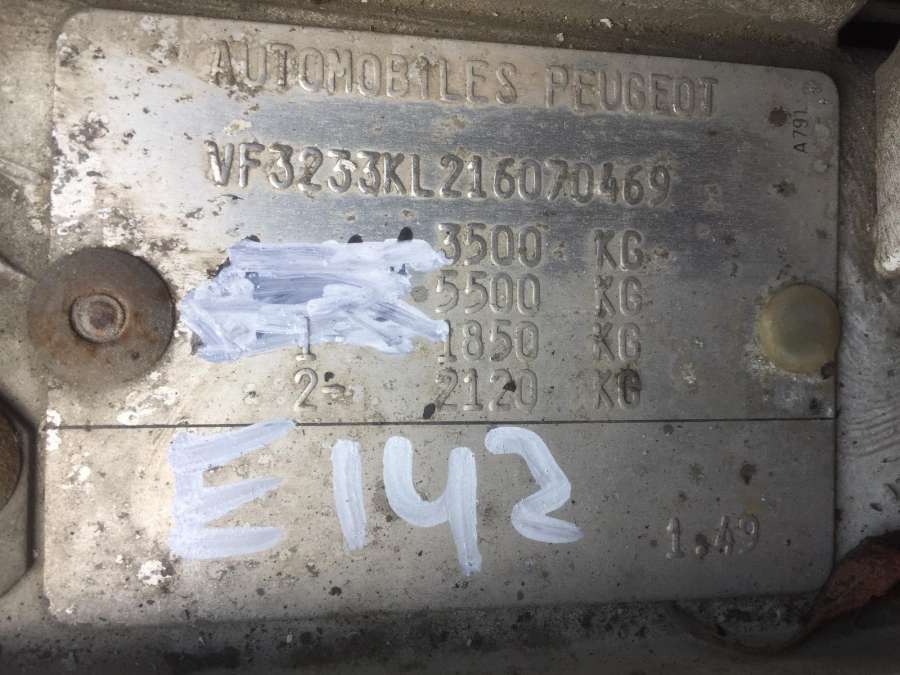 AUTOMOBILES PEUGEOT
A791
VF3233KL216070469
3500 KG
5500 KG
1 1850 KG
2- 2120 KG
E142
1.49